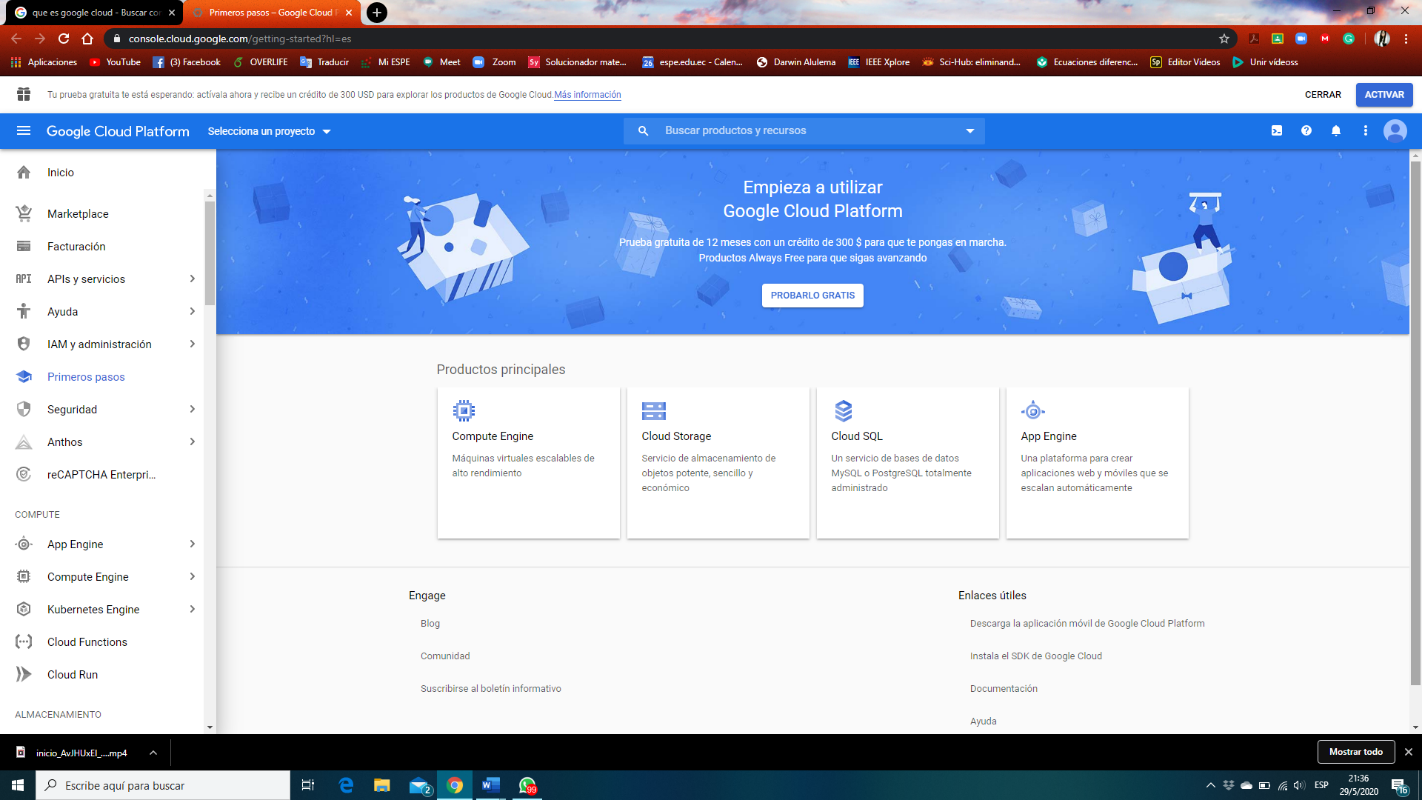 que es google cloud - Buscar con
Primeros pasos – Google Cloud P
console.cloud.google.com/getting-started?hl=es
Aplicaciones
YouTube
(3) Facebook
OVERLIFE
Traducir
Mi ESPE
Meet
Zoom
Sy
Solucionador mate...
26
espe.edu.ec - Calen...
Darwin Alulema
IEEE
IEEE Xplore
Sci-Hub: eliminand...
Ecuaciones diferenc...
Sp
Editor Videos
Unir vídeoss
Tu prueba gratuita te está esperando: actívala ahora y recibe un crédito de 300 USD para explorar los productos de Google Cloud. Más información
CERRAR
ACTIVAR
Google Cloud Platform
Selecciona un proyecto
Buscar productos y recursos
Inicio
Marketplace
Facturación
API
APIs y servicios
Ayuda
IAM y administración
Primeros pasos
Seguridad
Anthos
reCAPTCHA Enterpri...
COMPUTE
App Engine
Compute Engine
Kubernetes Engine
Cloud Functions
Cloud Run
ALMACENAMIENTO
Empieza a utilizar
Google Cloud Platform
Prueba gratuita de 12 meses con un crédito de 300 $ para que te pongas en marcha.
Productos Always Free para que sigas avanzando
PROBARLO GRATIS
Productos principales
Compute Engine
Máquinas virtuales escalables de
alto rendimiento
Cloud Storage
Servicio de almacenamiento de
objetos potente, sencillo y
económico
Cloud SQL
Un servicio de bases de datos
MySQL o PostgreSQL totalmente
administrado
App Engine
Una plataforma para crear
aplicaciones web y móviles que se
escalan automáticamente
Engage
Blog
Comunidad
Suscribirse al boletín informativo
Enlaces útiles
Descarga la aplicación móvil de Google Cloud Platform
Instala el SDK de Google Cloud
Documentación
Ayuda
inicio_AvJHUxEI_....mp4
Mostrar todo
Escribe aquí para buscar
2
99
ESP
21:36
29/5/2020
16